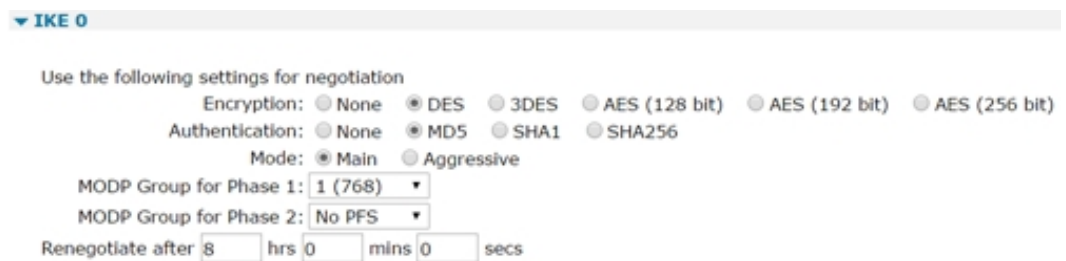 IKE 0
Use the following settings for negotiation
Encryption: None DES 3DES AES (128 bit) AES (192 bit) AES (256 bit)
Authentication: None MD5 SHA1 SHA256
Mode: Main Aggressive
MODP Group for Phase 1: 1 (768)
MODP Group for Phase 2: No PFS
Renegotiate after 8 hrs 0 mins 0 secs